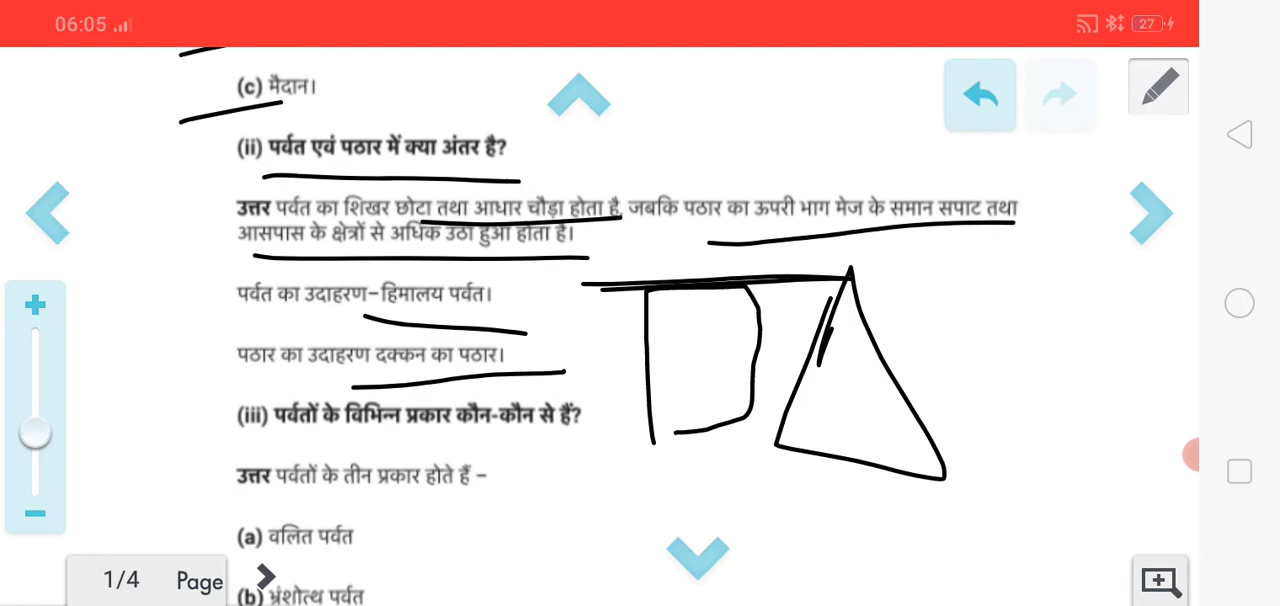 06:05
27
(c) मैदान।
(ii) पर्वत एवं पठार में क्या अंतर है?
उत्तर पर्वत का शिखर छोटा तथा आधार चौड़ा होता है, जबकि पठार का ऊपरी भाग मेज के समान सपाट तथा
आसपास के क्षेत्रों से अधिक उठा हुआ होता है।
पर्वत का उदाहरण–हिमालय पर्वत।
पठार का उदाहरण दक्कन का पठार।
(iii) पर्वतों के विभिन्न प्रकार कौन-कौन से हैं?
उत्तर पर्वतों के तीन प्रकार होते हैं –
(a) वलित पर्वत
(b) भ्रंशोत्थ पर्वत
1/4 Page